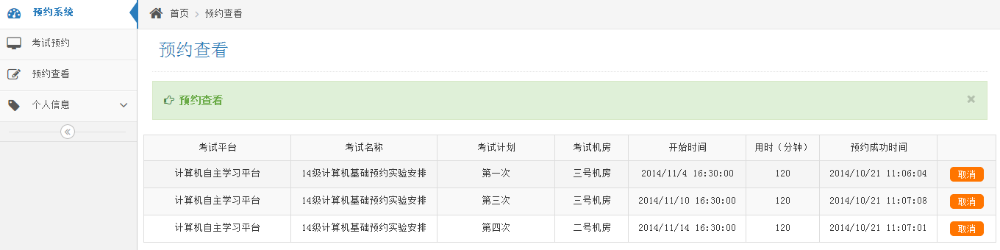 预约系统
首页 > 预约查看
考试预约
预约查看
个人信息
预约查看
预约查看 ×
考试平台 考试名称 考试计划 考试机房 开始时间 用时（分钟） 预约成功时间
计算机自主学习平台 14级计算机基础预约实验安排 第一次 三号机房 2014/11/4 16:30:00 120 2014/10/21 11:06:04 取消
计算机自主学习平台 14级计算机基础预约实验安排 第三次 三号机房 2014/11/10 16:30:00 120 2014/10/21 11:07:08 取消
计算机自主学习平台 14级计算机基础预约实验安排 第四次 二号机房 2014/11/14 16:30:00 120 2014/10/21 11:07:01 取消